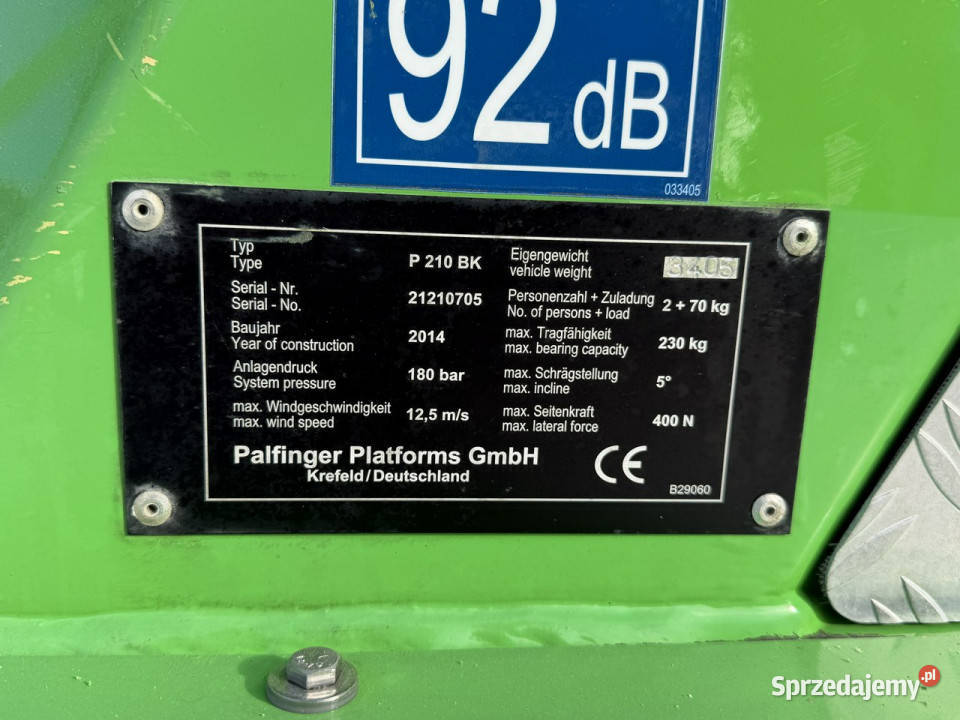 92 dB
033405
Typ
Type
P 210 BK
Serial - Nr.
Serial - No.
21210705
Baujahr
Year of construction
2014
Anlagendruck
System pressure
180 bar
max. Windgeschwindigkeit
max. wind speed
12,5 m/s
Eigengewicht
vehicle weight
3405
Personenzahl + Zuladung
No. of persons + load
2 + 70 kg
max. Tragfähigkeit
max. bearing capacity
230 kg
max. Schrägstellung
max. incline
5°
max. Seitenkraft
max. lateral force
400 N
Palfinger Platforms GmbH
Krefeld/Deutschland
CE
B29060
Sprzedajemy.pl